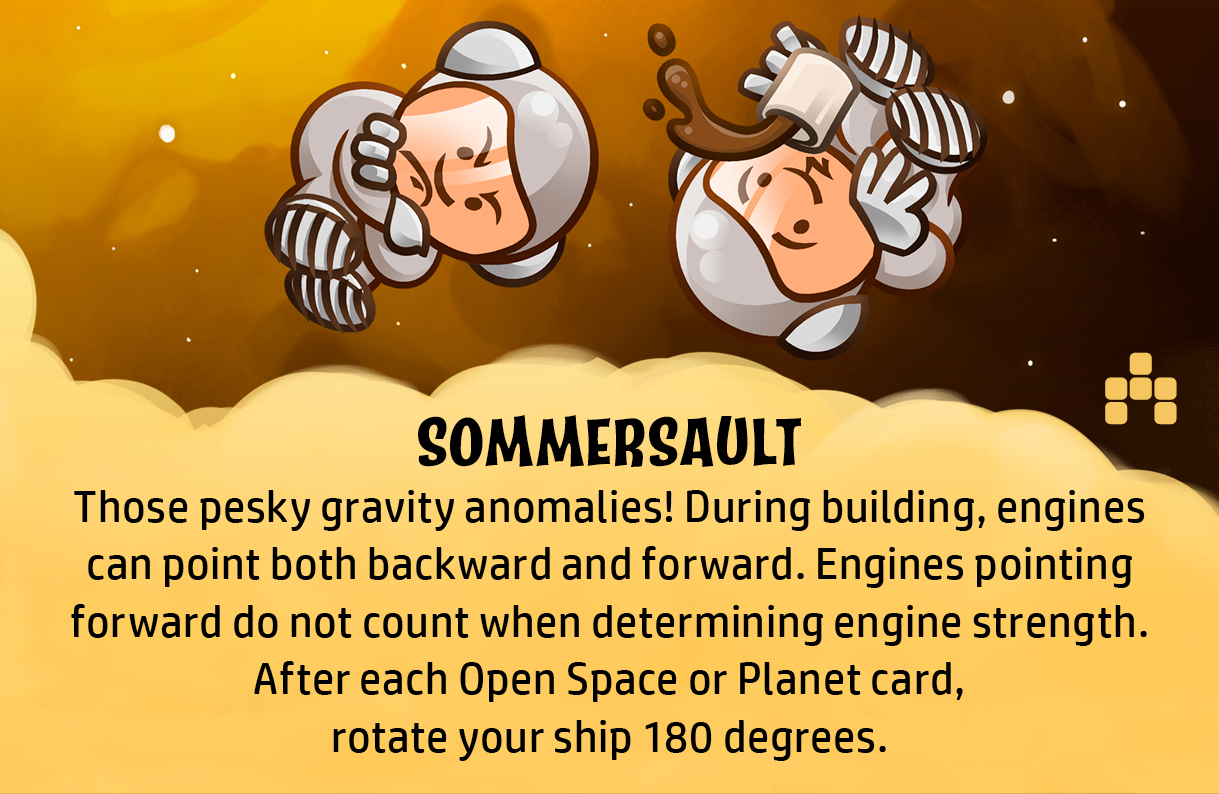 SOMMERSAULT
Those pesky gravity anomalies! During building, engines
can point both backward and forward. Engines pointing
forward do not count when determining engine strength.
After each Open Space or Planet card,
rotate your ship 180 degrees.